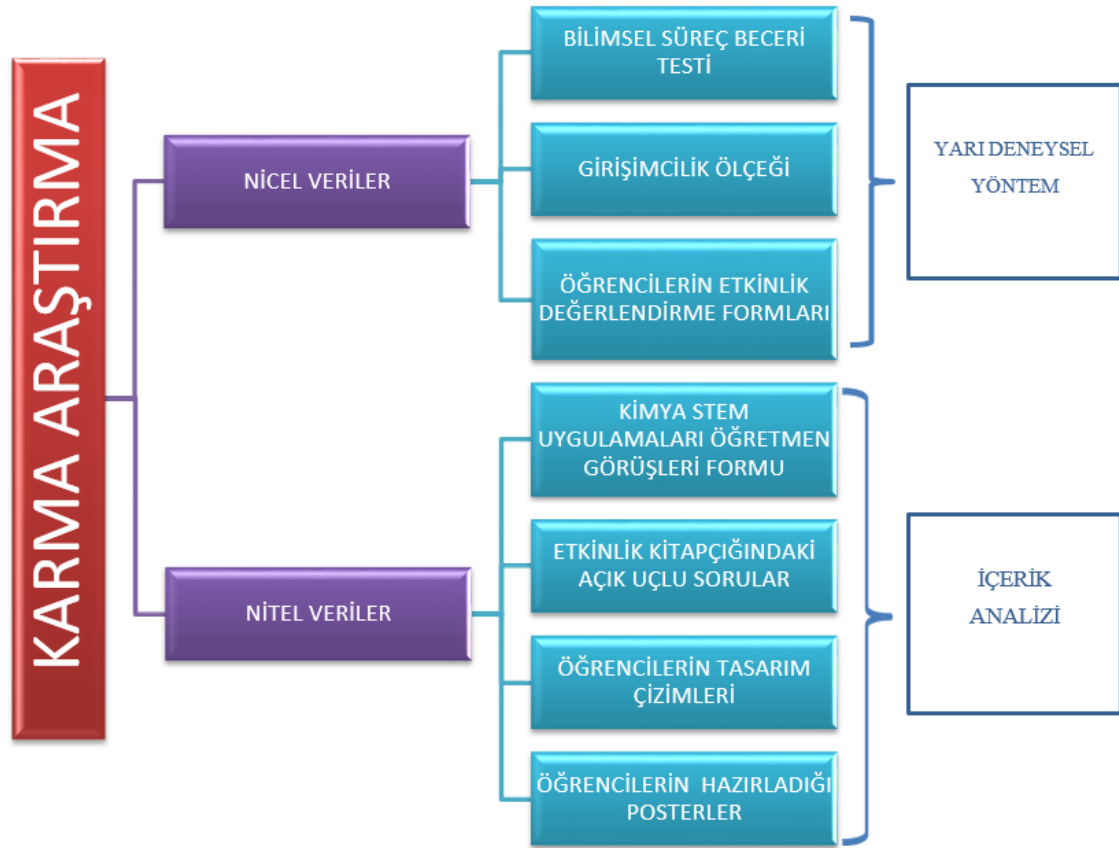 KARMA ARAŞTIRMA
NİCEL VERİLER
BİLİMSEL SÜREÇ BECERİ
TESTİ
GİRİŞİMCİLİK ÖLÇEĞİ
ÖĞRENCİLERİN ETKİNLİK
DEĞERLENDİRME FORMLARI
YARI DENEYSEL
YÖNTEM
NİTEL VERİLER
KİMYA STEM
UYGULAMALARI ÖĞRETMEN
GÖRÜŞLERİ FORMU
ETKİNLİK KİTAPÇIĞINDAKİ
AÇIK UÇLU SORULAR
ÖĞRENCİLERİN TASARIM
ÇİZİMLERİ
ÖĞRENCİLERİN HAZIRLADIĞI
POSTERLER
İÇERİK
ANALİZİ